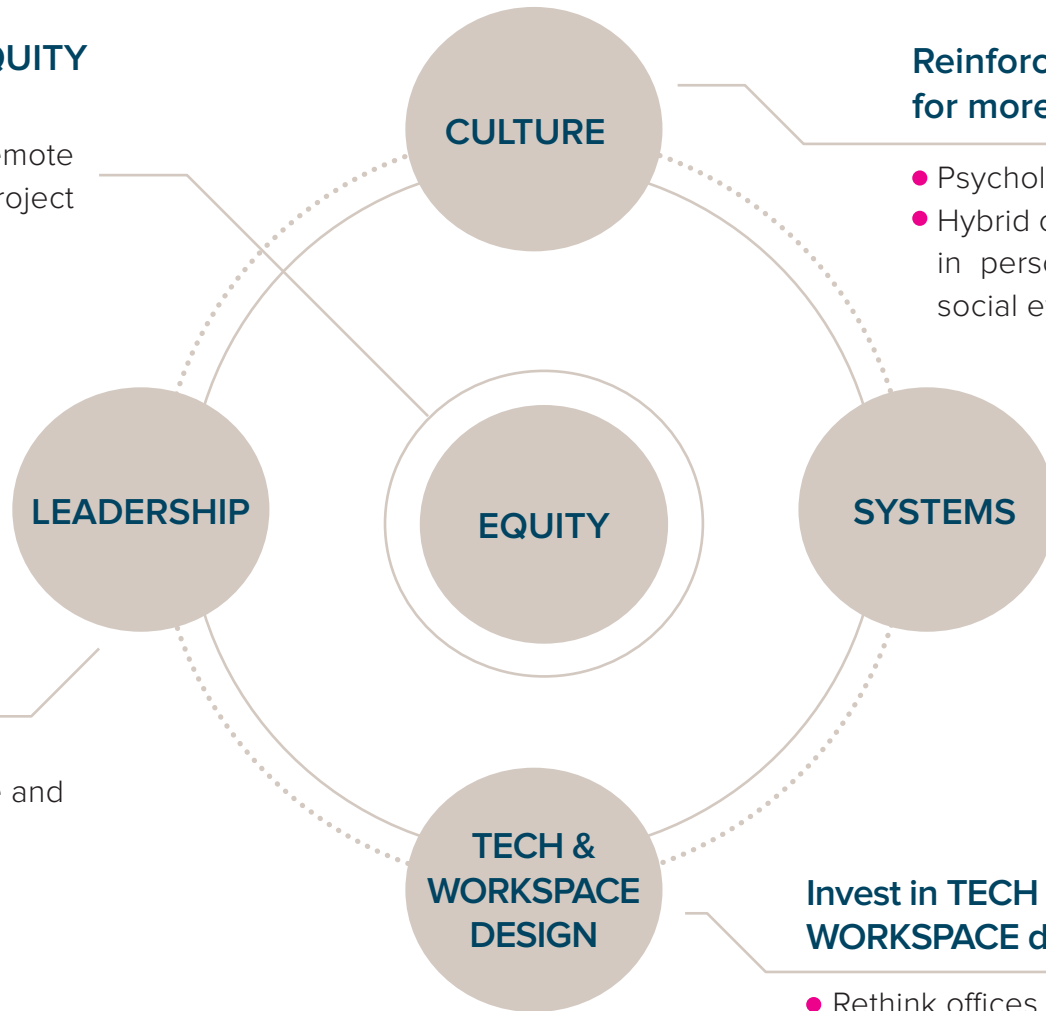 QUITY
emote
roject
CULTURE
Reinforc
for more
Psychol
Hybrid
in perso
social e
LEADERSHIP
EQUITY
SYSTEMS
e and
TECH &
WORKSPACE
DESIGN
Invest in TECH
WORKSPACE d
Rethink offices